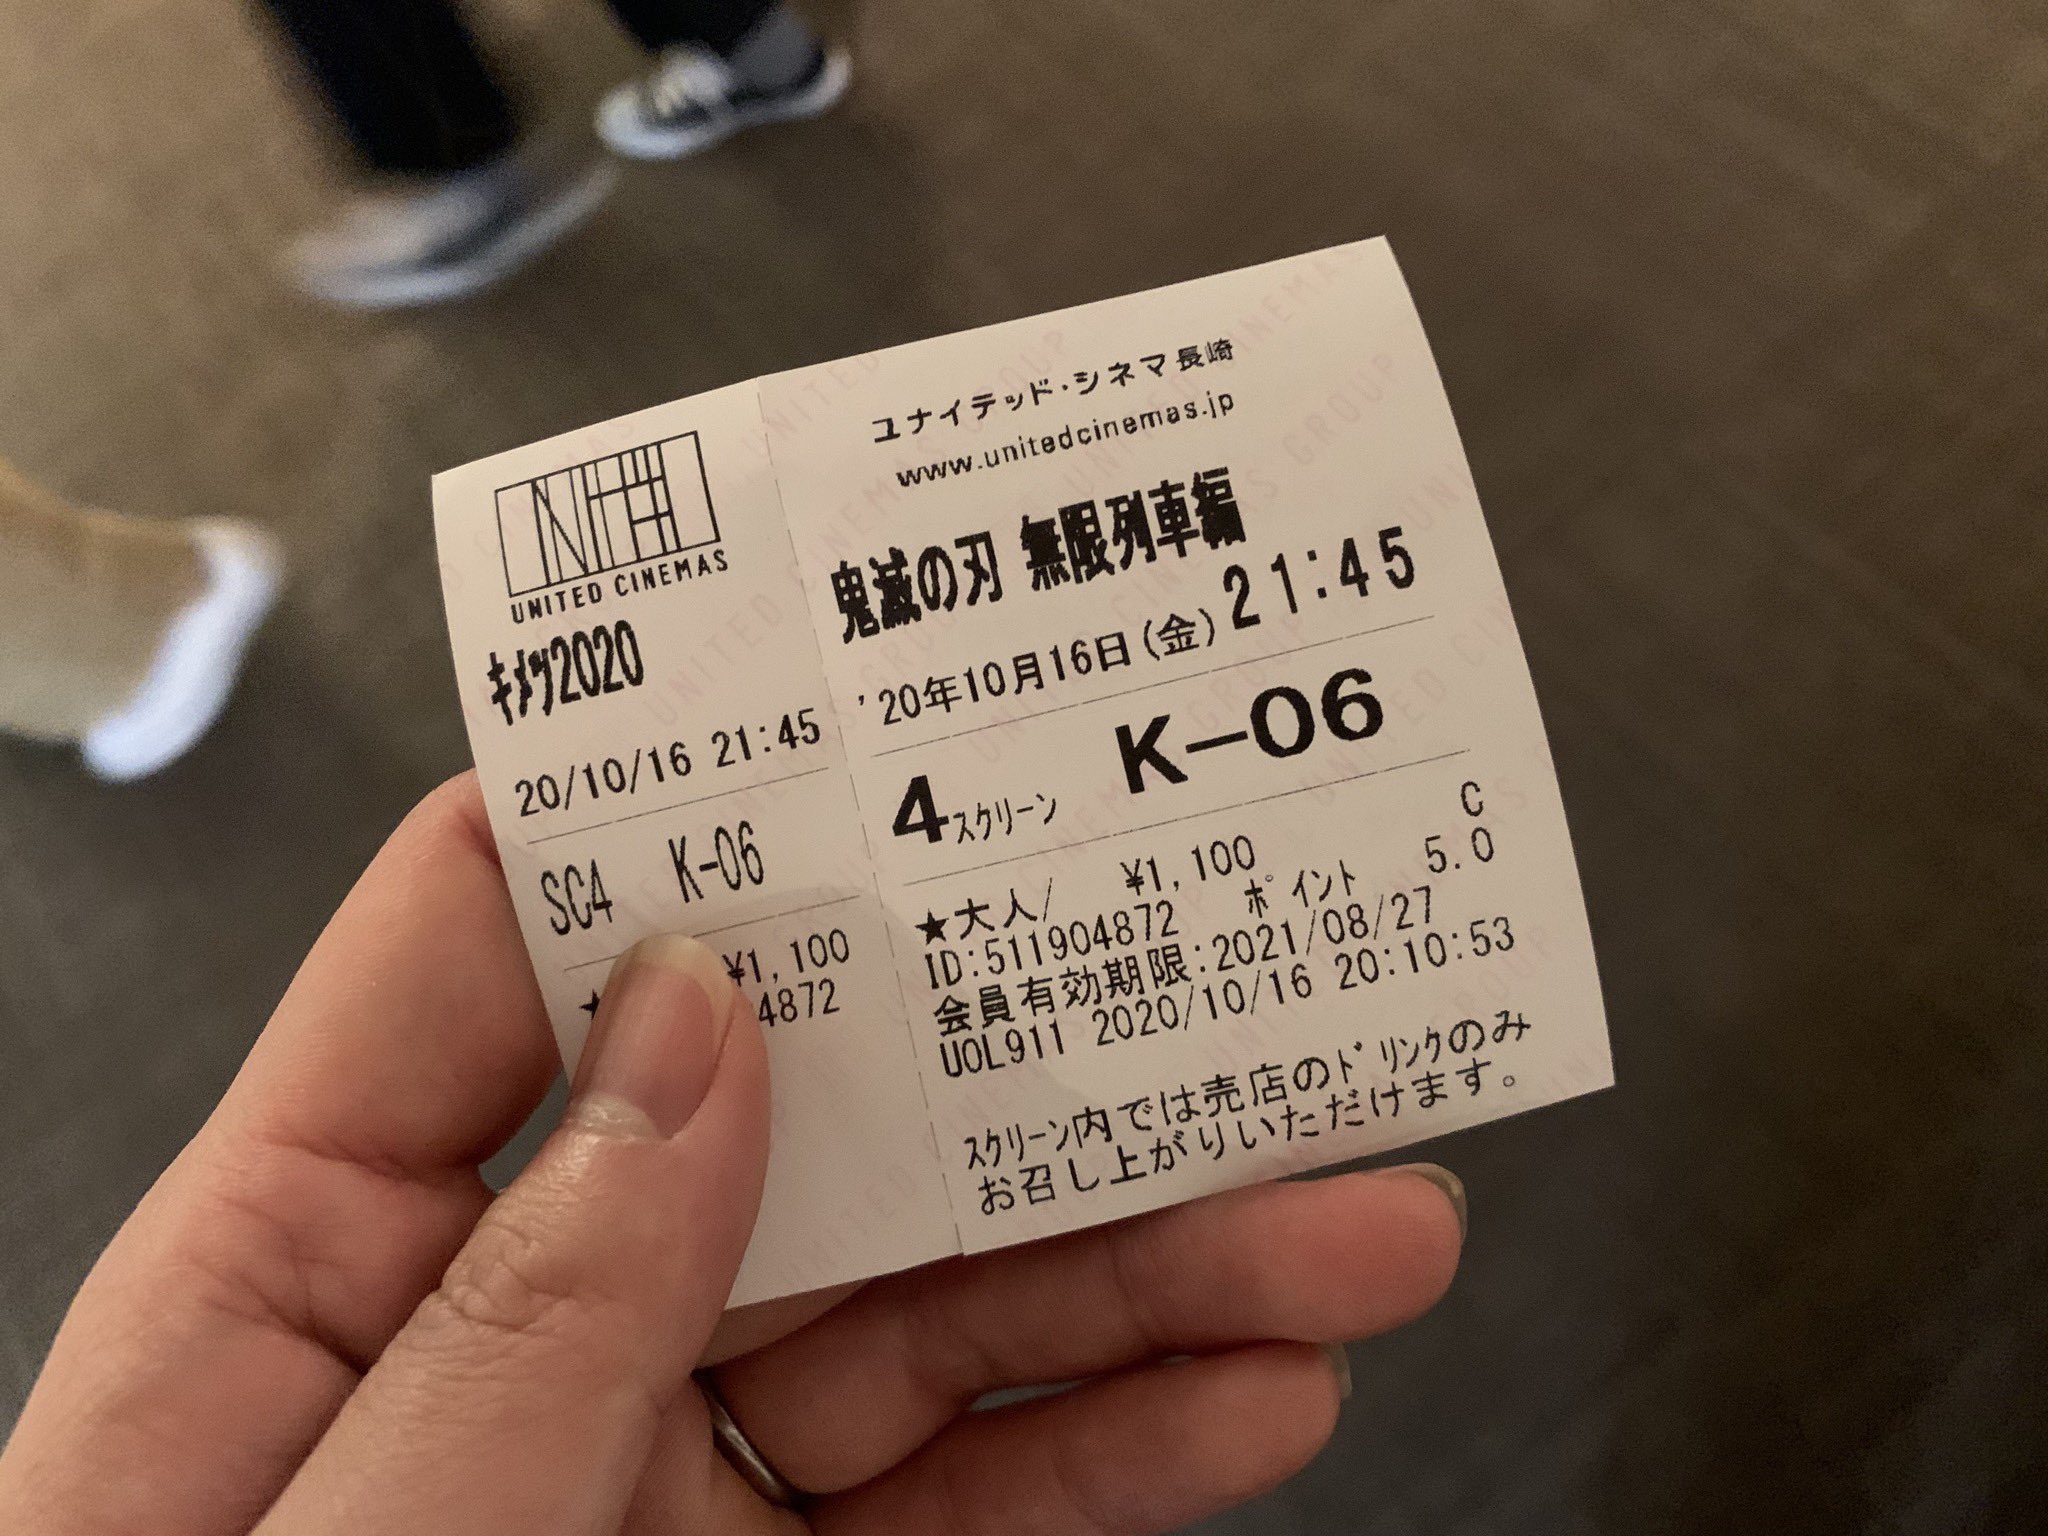 UNITED CINEMAS
ｷﾒﾂ2020
20/10/16 21:45
SC4 K-06
¥1,100
4872
ユナイテッド・シネマ長崎
www.unitedcinemas.jp
鬼滅の刃 無限列車編
'20年10月16日(金) 21:45
4ｽｸﾘｰﾝ K-06
C
★大人/ ¥1,100
ﾎﾟｲﾝﾄ 5.0
ID:511904872
会員有効期限:2021/08/27
UOL911 2020/10/16 20:10:53
ｽｸﾘｰﾝ内では売店のﾄﾞﾘﾝｸのみ
お召し上がりいただけます。